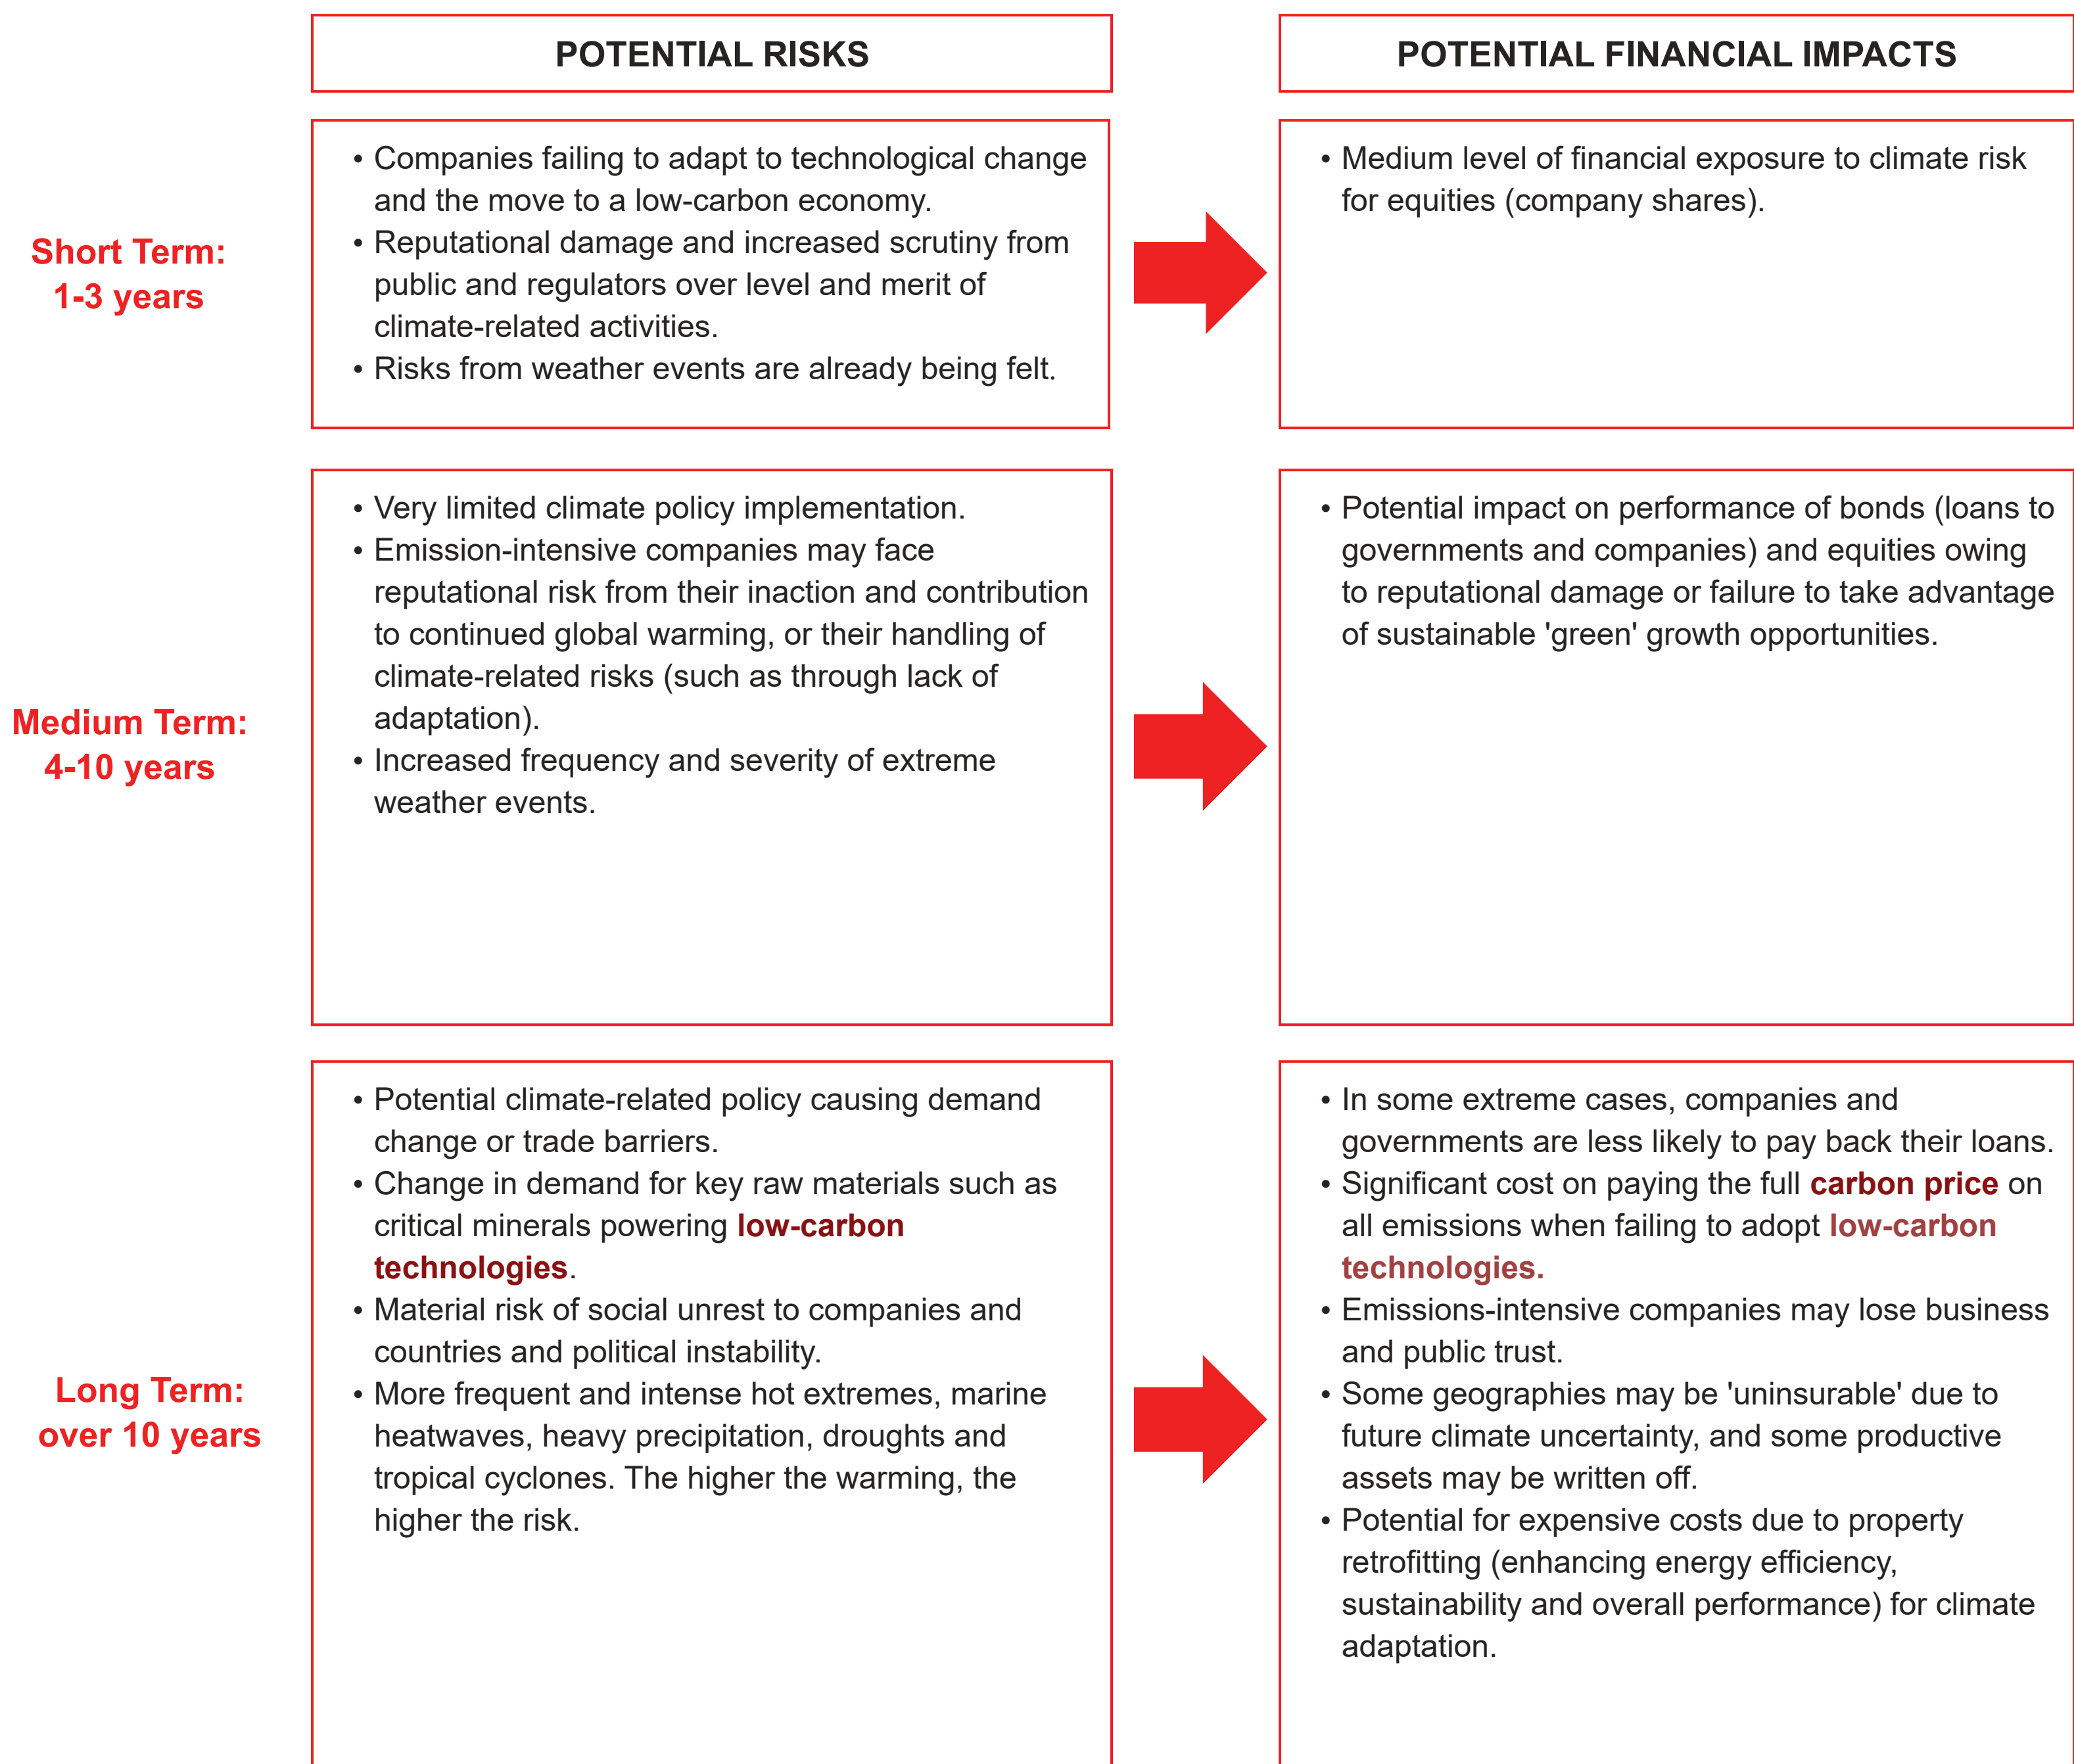 POTENTIAL RISKS
POTENTIAL FINANCIAL IMPACTS
Short Term:
1-3 years
• Companies failing to adapt to technological change
and the move to a low-carbon economy.
• Reputational damage and increased scrutiny from
public and regulators over level and merit of
climate-related activities.
• Risks from weather events are already being felt.
• Medium level of financial exposure to climate risk
for equities (company shares).
Medium Term:
4-10 years
• Very limited climate policy implementation.
• Emission-intensive companies may face
reputational risk from their inaction and contribution
to continued global warming, or their handling of
climate-related risks (such as through lack of
adaptation).
• Increased frequency and severity of extreme
weather events.
• Potential impact on performance of bonds (loans to
governments and companies) and equities owing
to reputational damage or failure to take advantage
of sustainable 'green' growth opportunities.
Long Term:
over 10 years
• Potential climate-related policy causing demand
change or trade barriers.
• Change in demand for key raw materials such as
critical minerals powering low-carbon
technologies.
• Material risk of social unrest to companies and
countries and political instability.
• More frequent and intense hot extremes, marine
heatwaves, heavy precipitation, droughts and
tropical cyclones. The higher the warming, the
higher the risk.
• In some extreme cases, companies and
governments are less likely to pay back their loans.
• Significant cost on paying the full carbon price on
all emissions when failing to adopt low-carbon
technologies.
• Emissions-intensive companies may lose business
and public trust.
• Some geographies may be 'uninsurable' due to
future climate uncertainty, and some productive
assets may be written off.
• Potential for expensive costs due to property
retrofitting (enhancing energy efficiency,
sustainability and overall performance) for climate
adaptation.